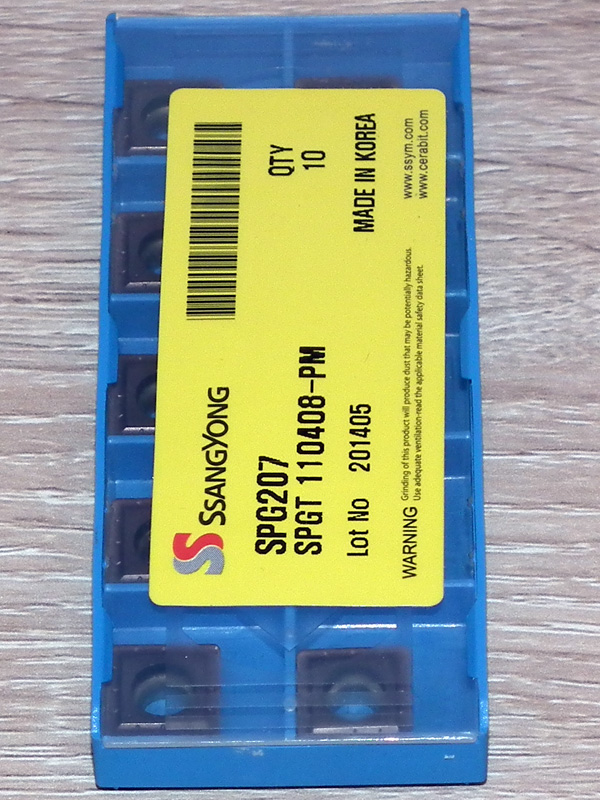 SSANGYONG
SPG207
SPGT 110408-PM
QTY
10
Lot No 201405
MADE IN KOREA
WARNING Grinding of this product will produce dust that may be potentially hazardous.
Use adequate ventilation-read the applicable material safety data sheet.
www.ssym.com
www.cerabit.com